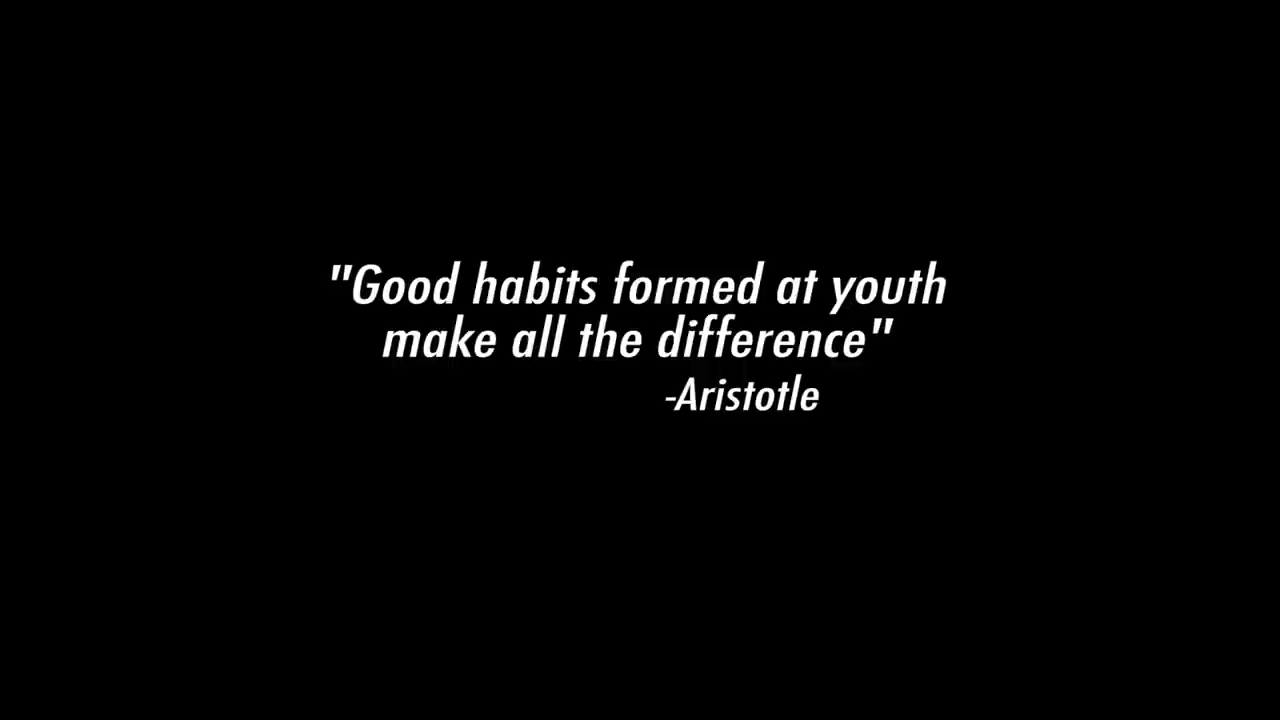 "Good habits formed at youth
make all the difference"
-Aristotle